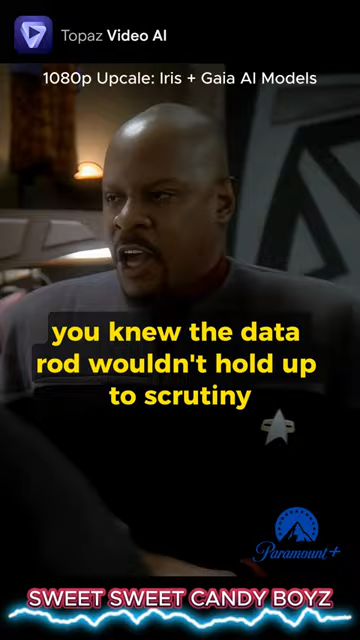 Topaz Video AI
1080p Upcale: Iris + Gaia AI Models
you knew the data
rod wouldn't hold up
to scrutiny
Paramount+
SWEET SWEET CANDY BOYZ